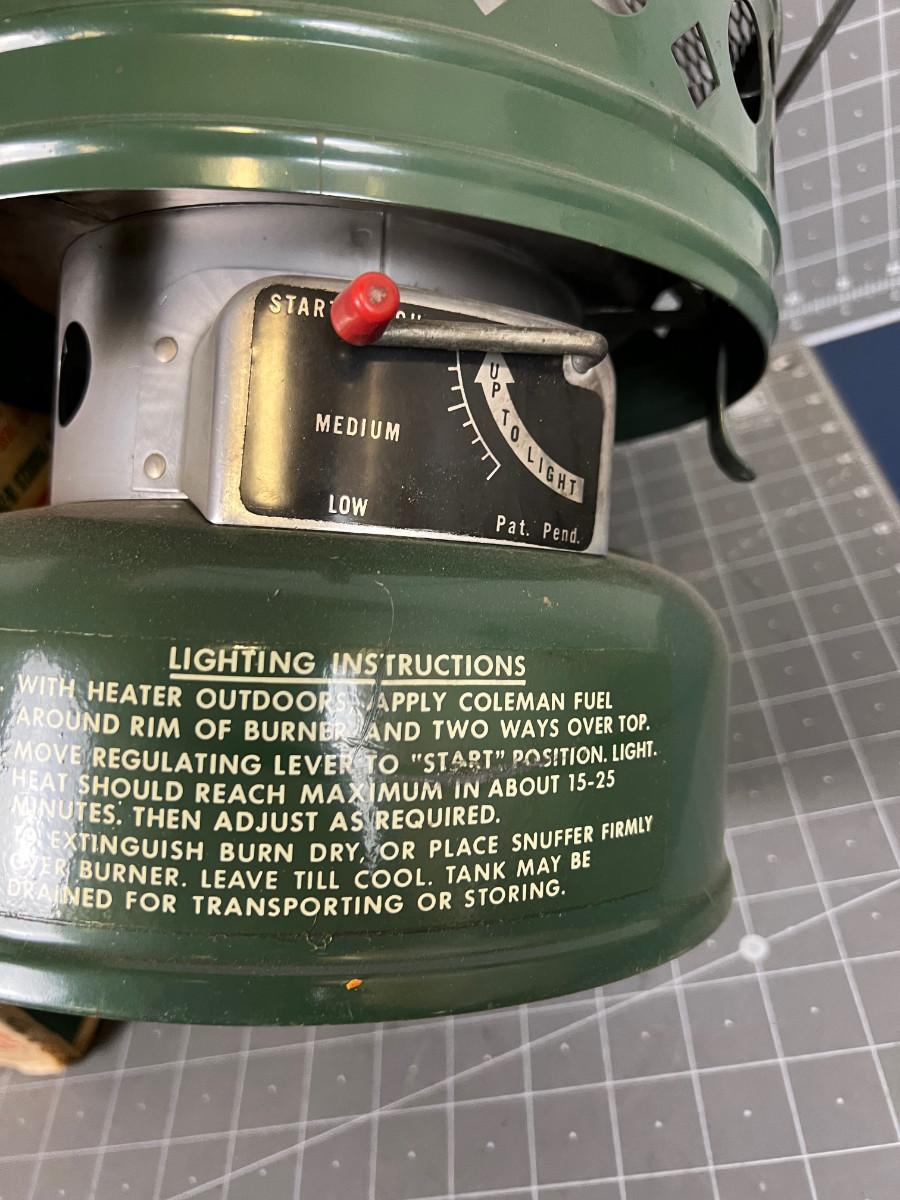 START
UP TO LIGHT
MEDIUM
LOW
Pat. Pend.
LIGHTING INSTRUCTIONS
WITH HEATER OUTDOORS, APPLY COLEMAN FUEL
AROUND RIM OF BURNER AND TWO WAYS OVER TOP.
MOVE REGULATING LEVER TO "START" POSITION. LIGHT.
HEAT SHOULD REACH MAXIMUM IN ABOUT 15-25
MINUTES. THEN ADJUST AS REQUIRED.
TO EXTINGUISH BURN DRY, OR PLACE SNUFFER FIRMLY
OVER BURNER. LEAVE TILL COOL. TANK MAY BE
DRAINED FOR TRANSPORTING OR STORING.